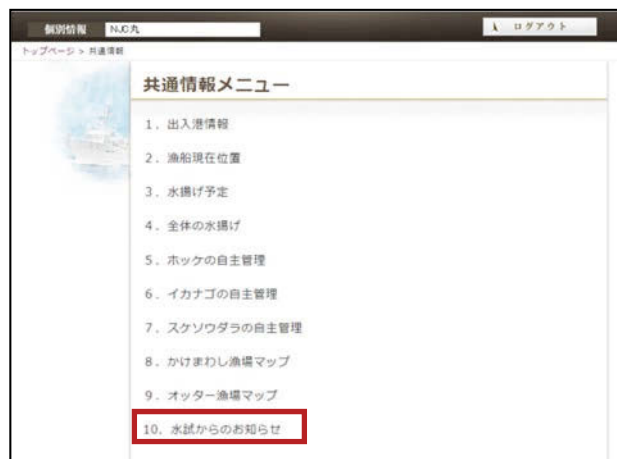 個別情報 NJC丸 ログアウト
トップページ > 共通情報
共通情報メニュー
1. 出入港情報
2. 漁船現在位置
3. 水揚げ予定
4. 全体の水揚げ
5. ホッケの自主管理
6. イカナゴの自主管理
7. スケソウダラの自主管理
8. かけまわし漁場マップ
9. オッター漁場マップ
10. 水試からのお知らせ